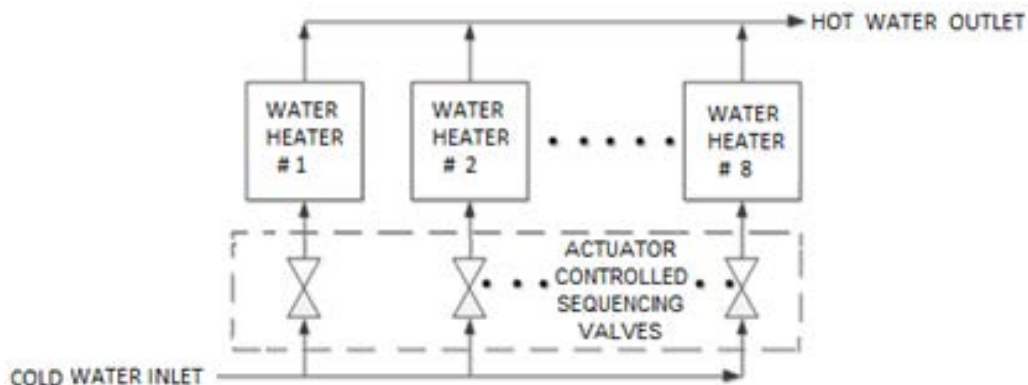 HOT WATER OUTLET
WATER
HEATER
# 1
WATER
HEATER
# 2
WATER
HEATER
# 8
ACTUATOR
CONTROLLED
SEQUENCING
VALVES
COLD WATER INLET